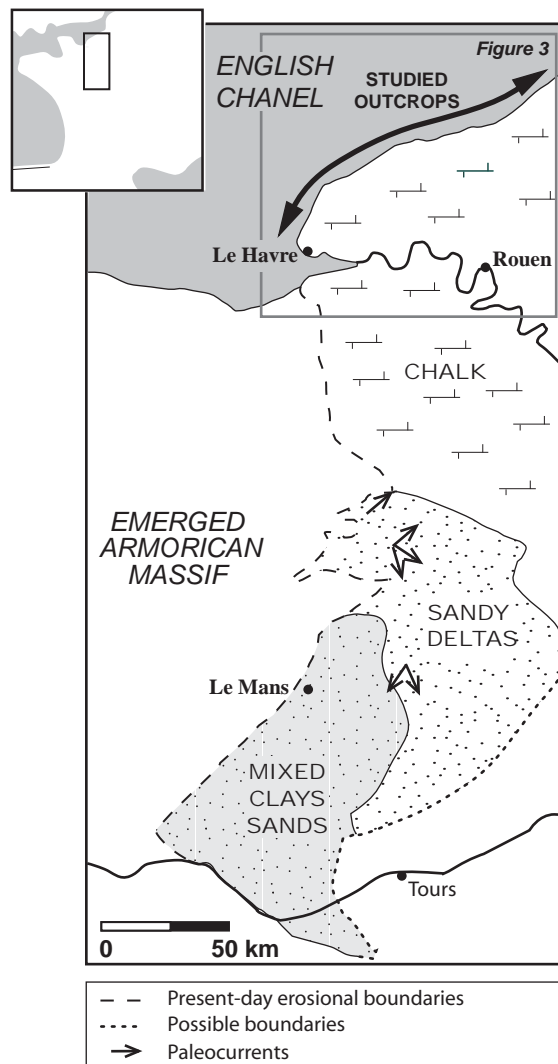 Figure 3
ENGLISH
CHANEL
STUDIED
OUTCROPS
Le Havre
Rouen
CHALK
EMERGED
ARMORICAN
MASSIF
SANDY
DELTAS
Le Mans
MIXED
CLAYS
SANDS
Tours
0 50 km
Present-day erosional boundaries
Possible boundaries
Paleocurrents